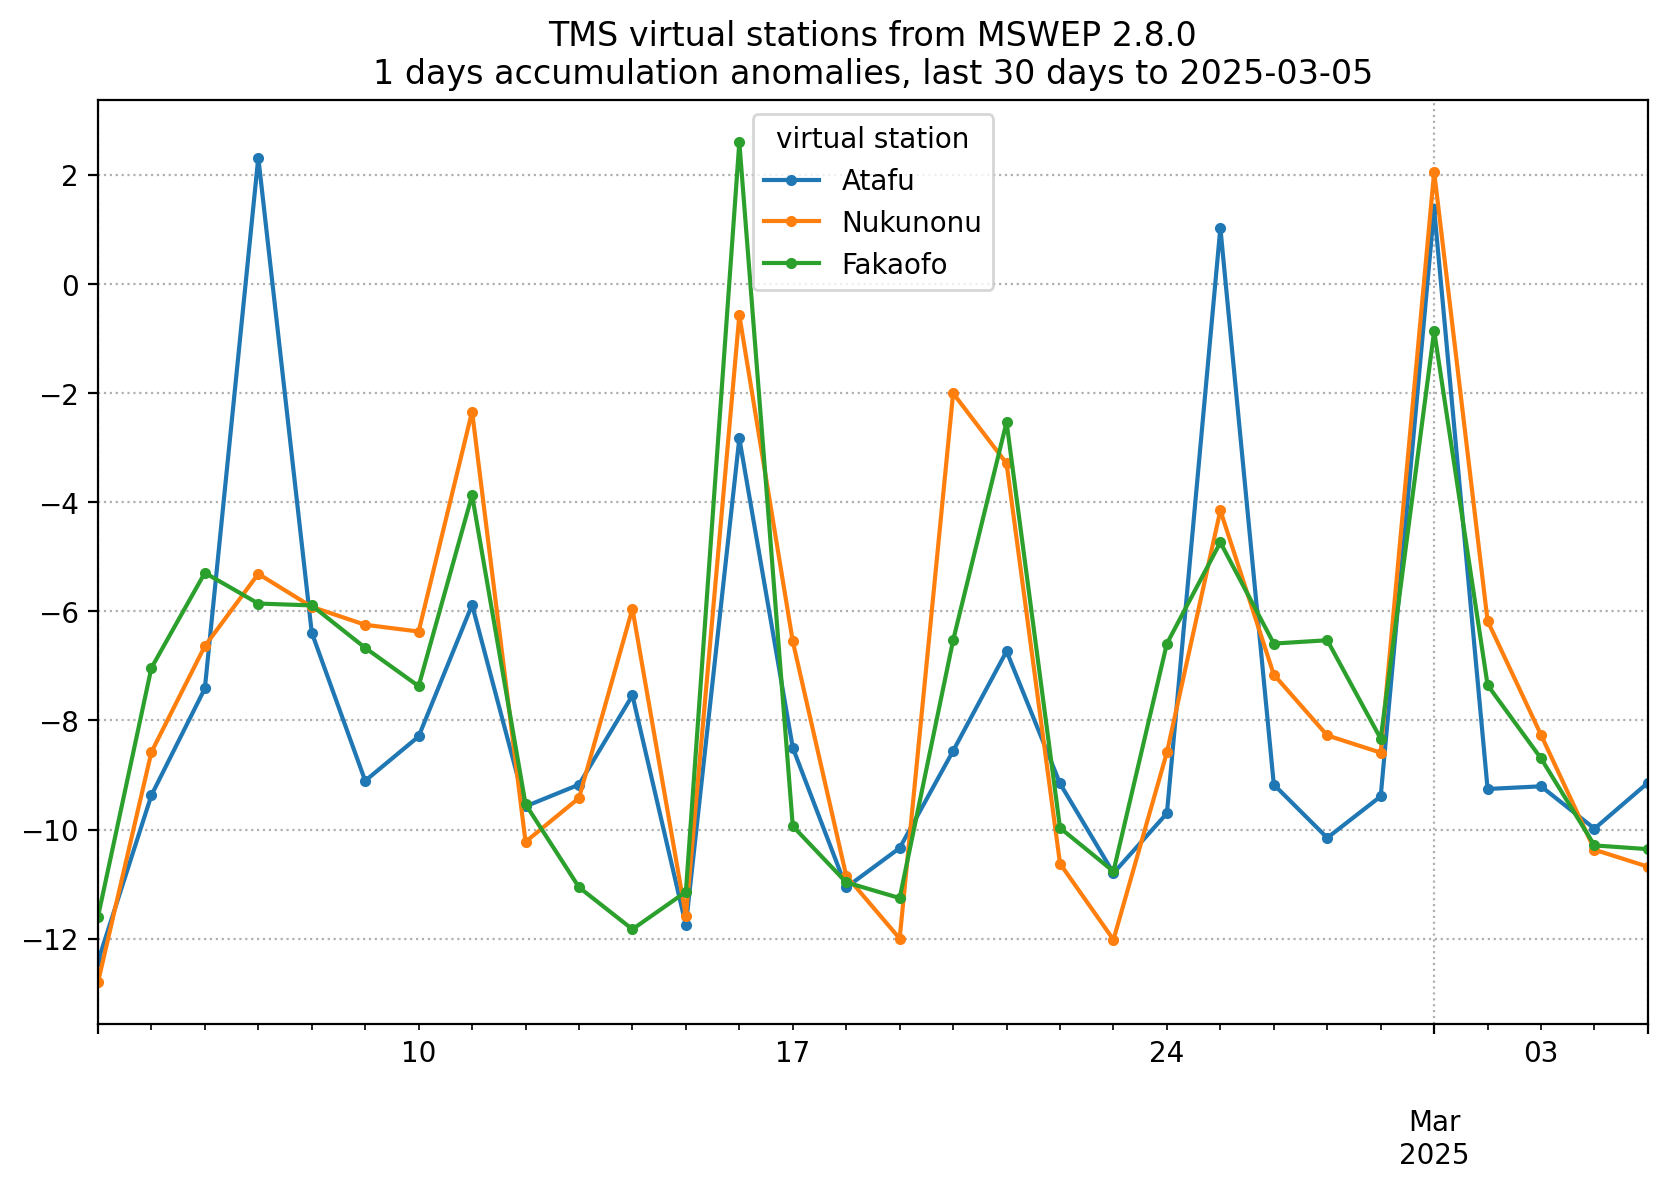 TMS virtual stations from MSWEP 2.8.0
1 days accumulation anomalies, last 30 days to 2025-03-05
virtual station
Atafu
Nukunonu
Fakaofo
2
0
−2
−4
−6
−8
−10
−12
10 17 24 03
Mar
2025